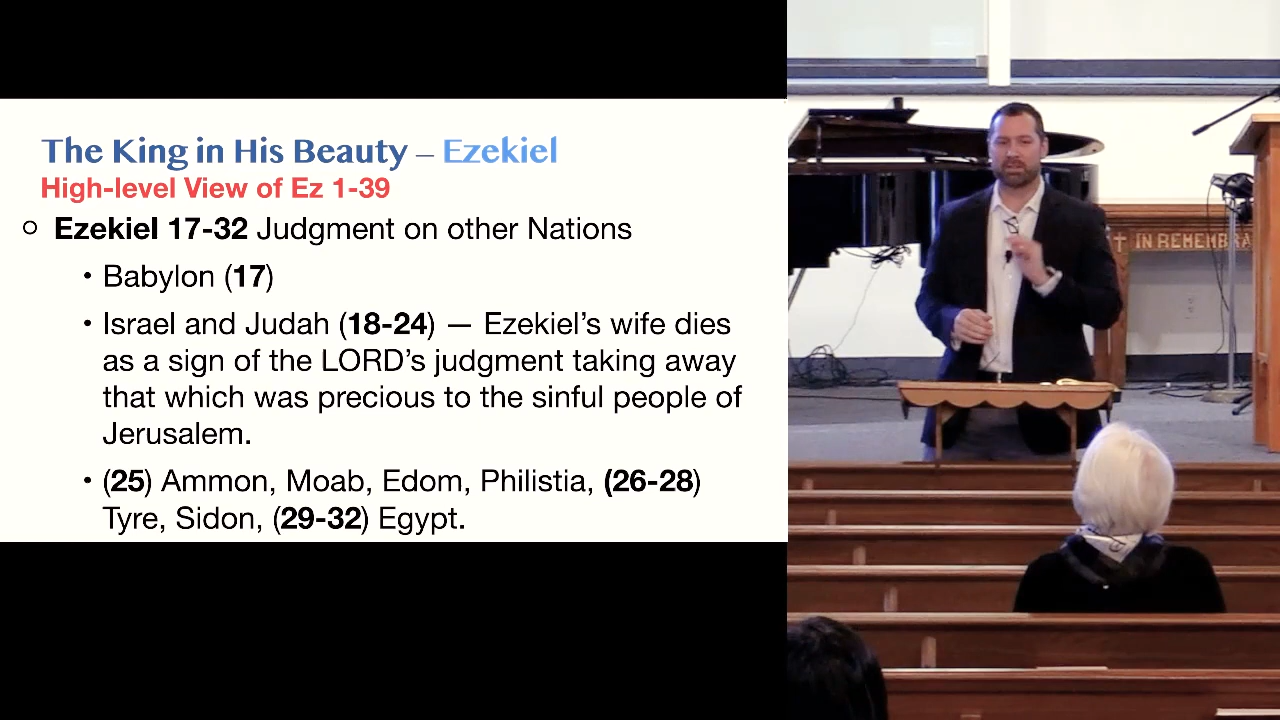 The King in His Beauty – Ezekiel
High-level View of Ez 1-39
Ezekiel 17-32 Judgment on other Nations
• Babylon (17)
• Israel and Judah (18-24) — Ezekiel's wife dies
as a sign of the LORD's judgment taking away
that which was precious to the sinful people of
Jerusalem.
• (25) Ammon, Moab, Edom, Philistia, (26-28)
Tyre, Sidon, (29-32) Egypt.
IN REMEMBRA